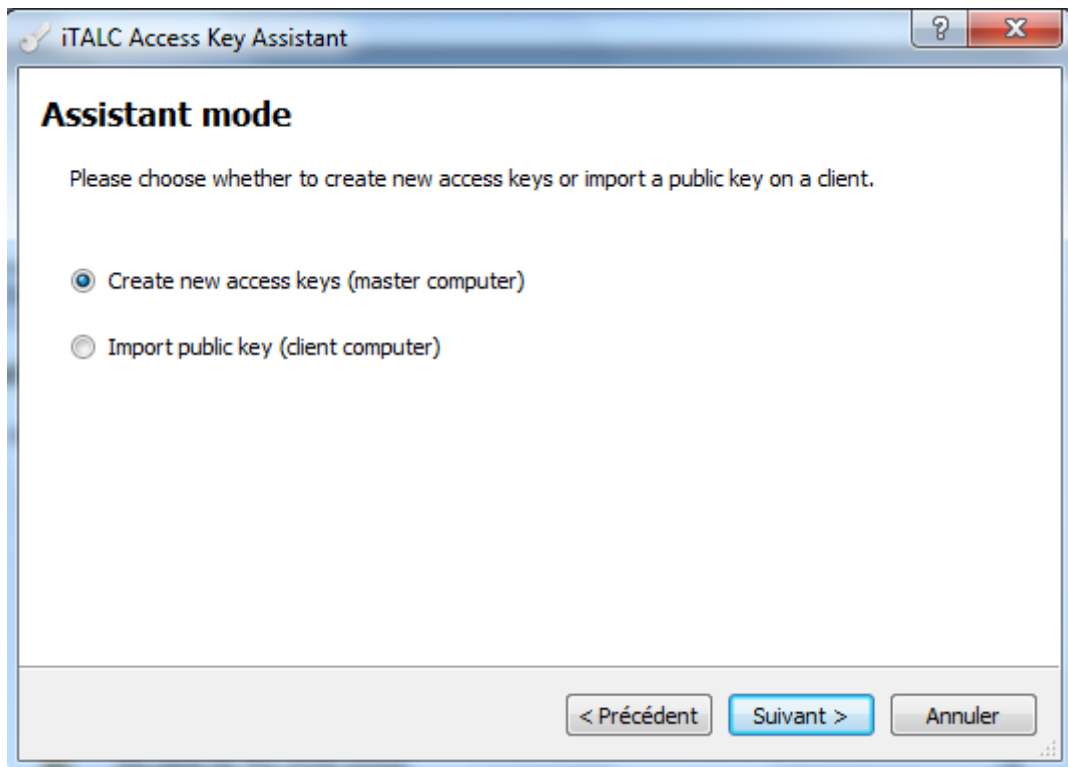 iTALC Access Key Assistant
Assistant mode
Please choose whether to create new access keys or import a public key on a client.
Create new access keys (master computer)
Import public key (client computer)
< Précédent
Suivant >
Annuler